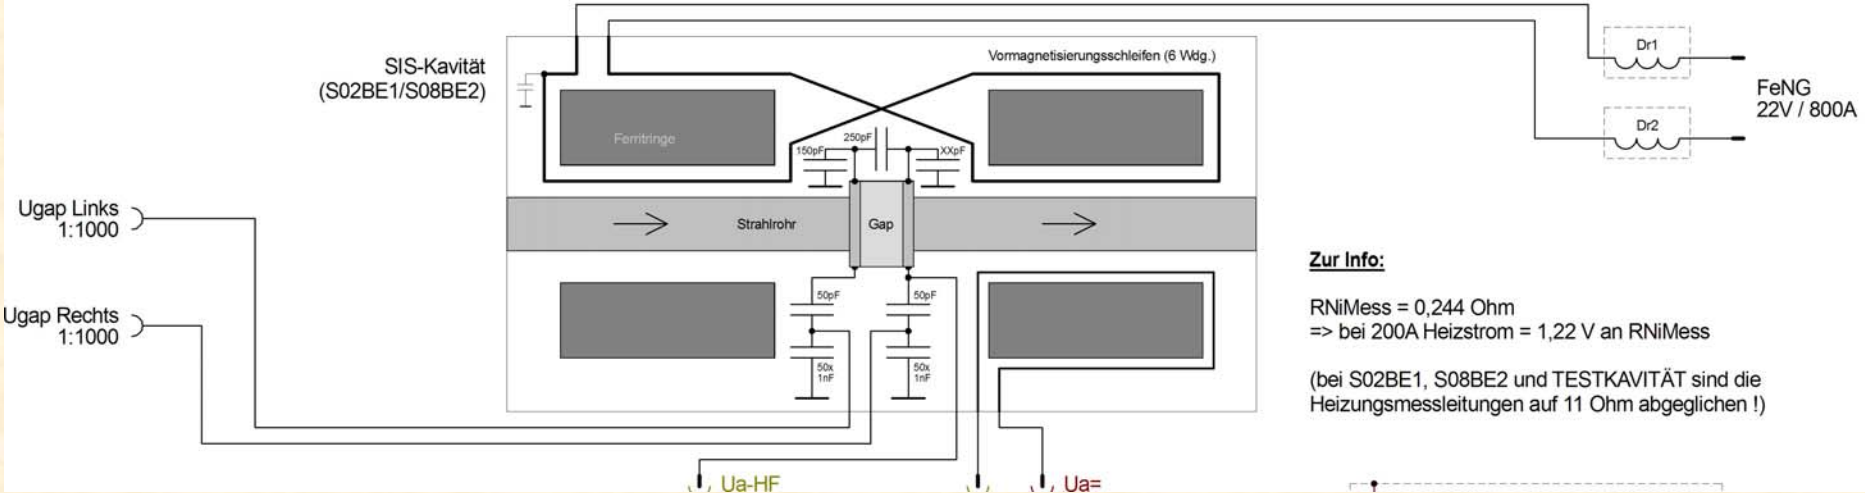 SIS-Kavität
(S02BE1/S08BE2)
Vormagnetisierungsschleifen (6 Wdg.)
Dr1
FeNG
22V / 800A
Dr2
Ferritringe
250pF
150pF
XXpF
Ugap Links
1:1000
Strahlrohr
Gap
Ugap Rechts
1:1000
50pF
50pF
50x
1nF
50x
1nF
Zur Info:
RNiMess = 0,244 Ohm
=> bei 200A Heizstrom = 1,22 V an RNiMess
(bei S02BE1, S08BE2 und TESTKAVITÄT sind die
Heizungsmessleitungen auf 11 Ohm abgeglichen !)
Ua-HF
Ua=